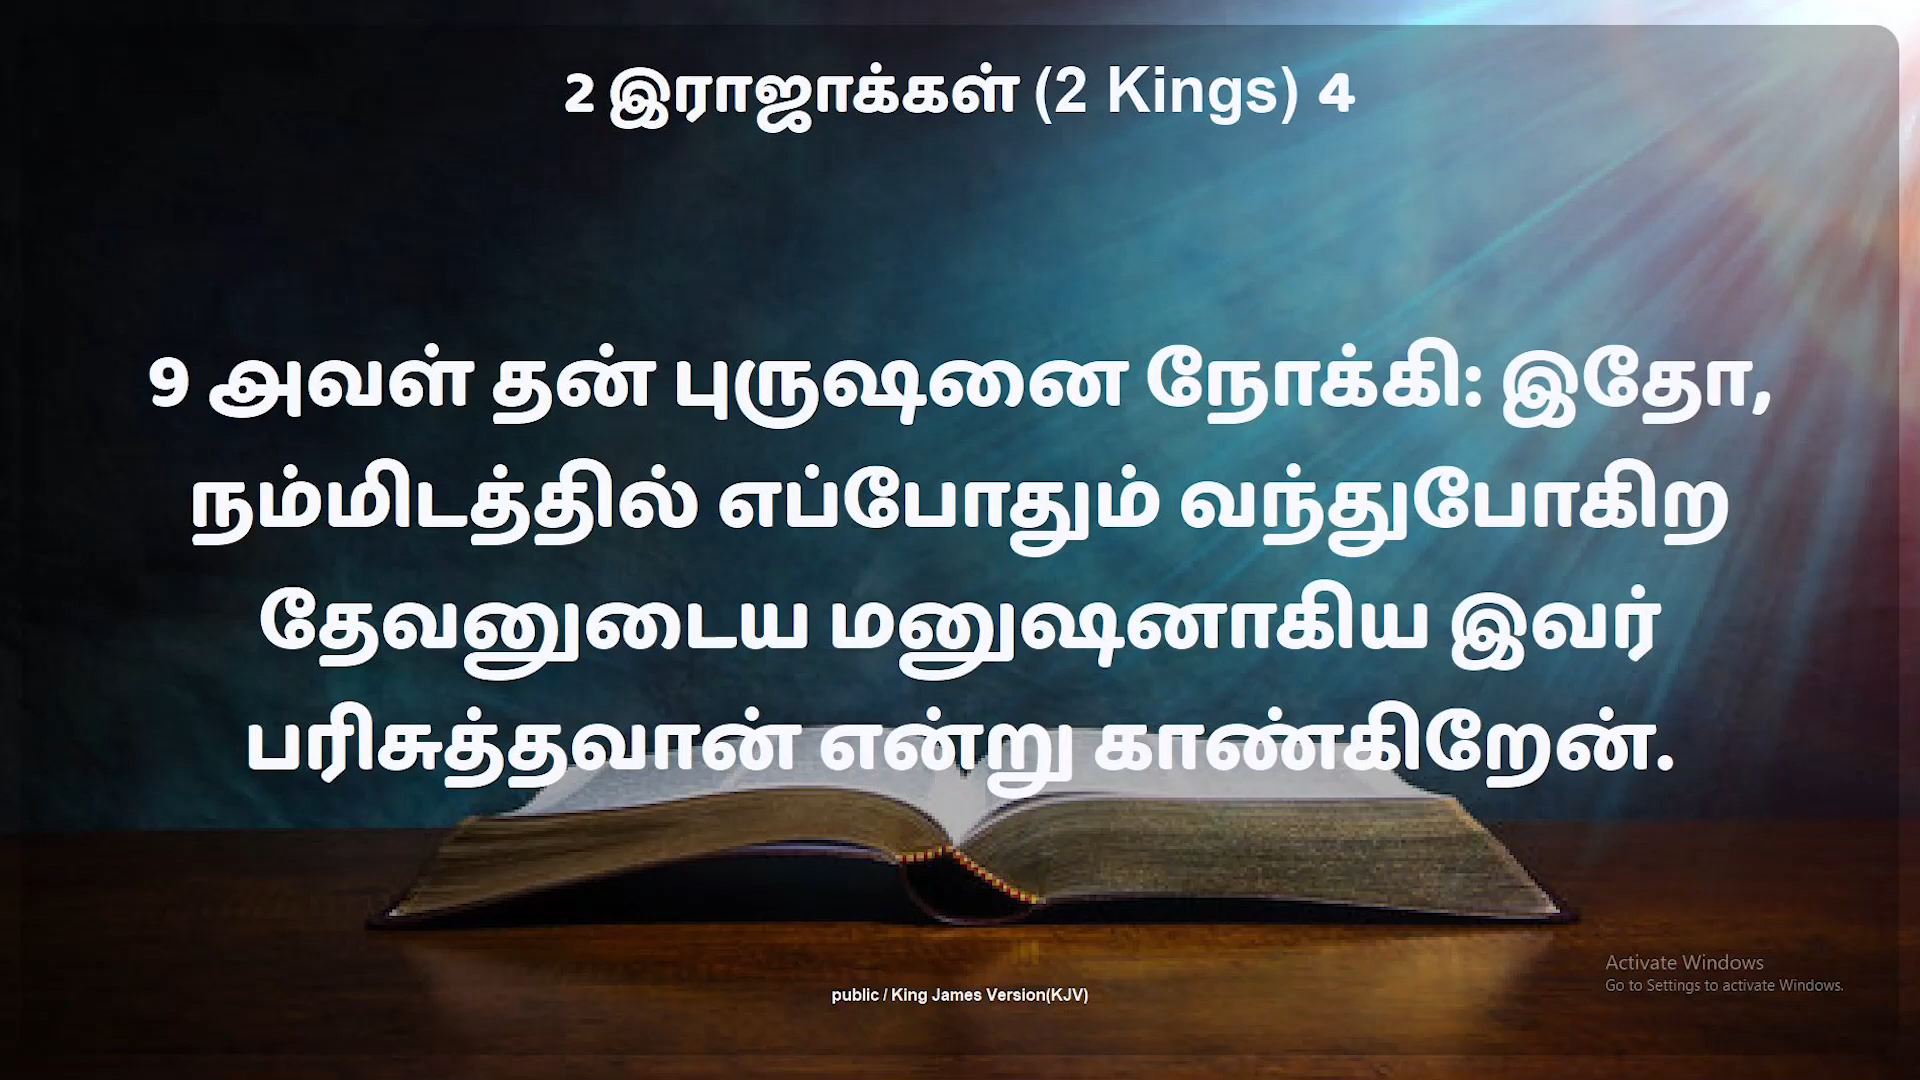 2 இராஜாக்கள் (2 Kings) 4
9 அவள் தன் புருஷனை நோக்கி: இதோ,
நம்மிடத்தில் எப்போதும் வந்துபோகிற
தேவனுடைய மனுஷனாகிய இவர்
பரிசுத்தவான் என்று காண்கிறேன்.
Activate Windows
Go to Settings to activate Windows.
public / King James Version(KJV)